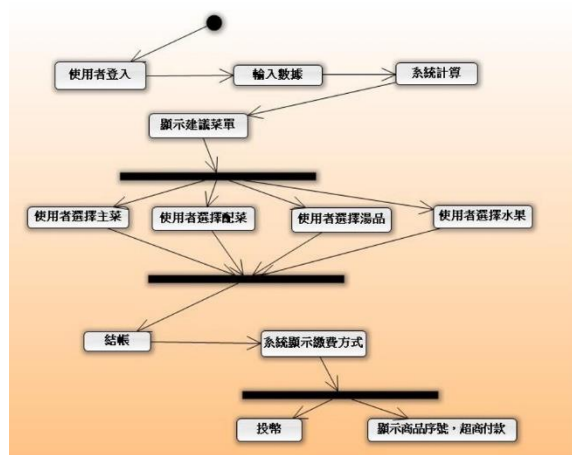 使用者登入
輸入數據
系統計算
顯示建議菜單
使用者選擇主菜
使用者選擇配菜
使用者選擇湯品
使用者選擇水果
結帳
系統顯示繳費方式
投幣
顯示商品序號，超商付款